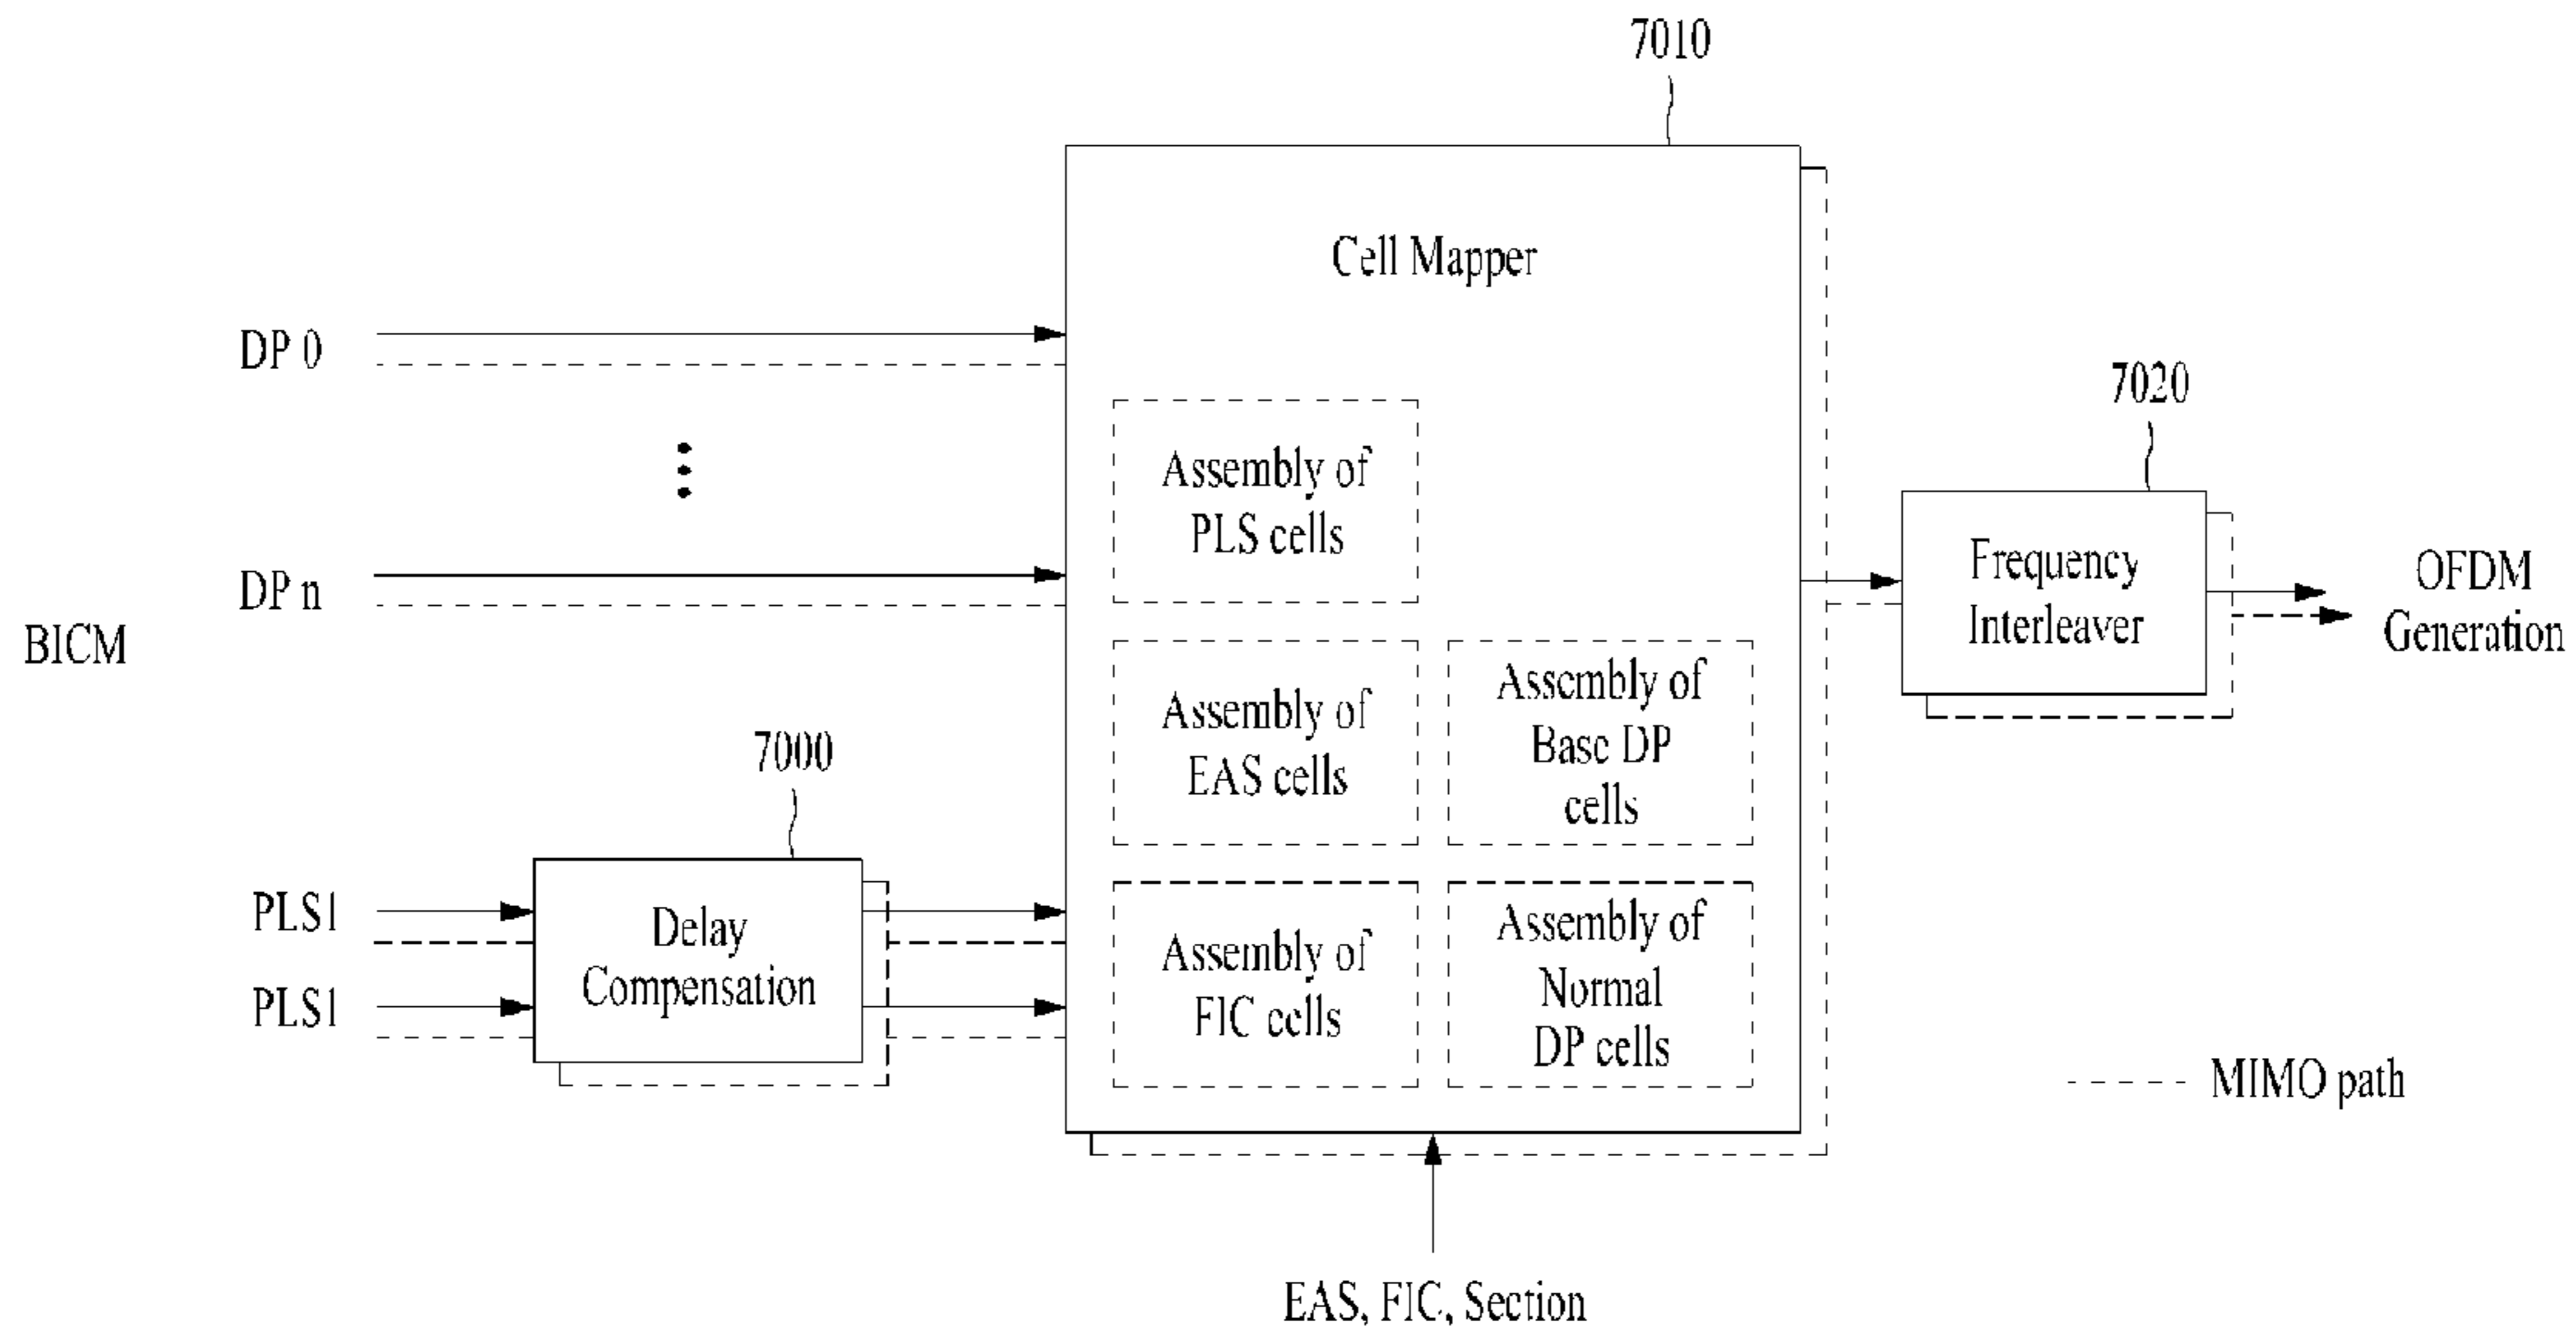 7010
Cell Mapper
DP 0
7020
Assembly of
PLS cells
DP n
Frequency
Interleaver
OFDM
Generation
BICM
Assembly of
EAS cells
Assembly of
Base DP
cells
7000
PLS1
PLS1
Delay
Compensation
Assembly of
FIC cells
Assembly of
Normal
DP cells
MIMO path
EAS, FIC, Section